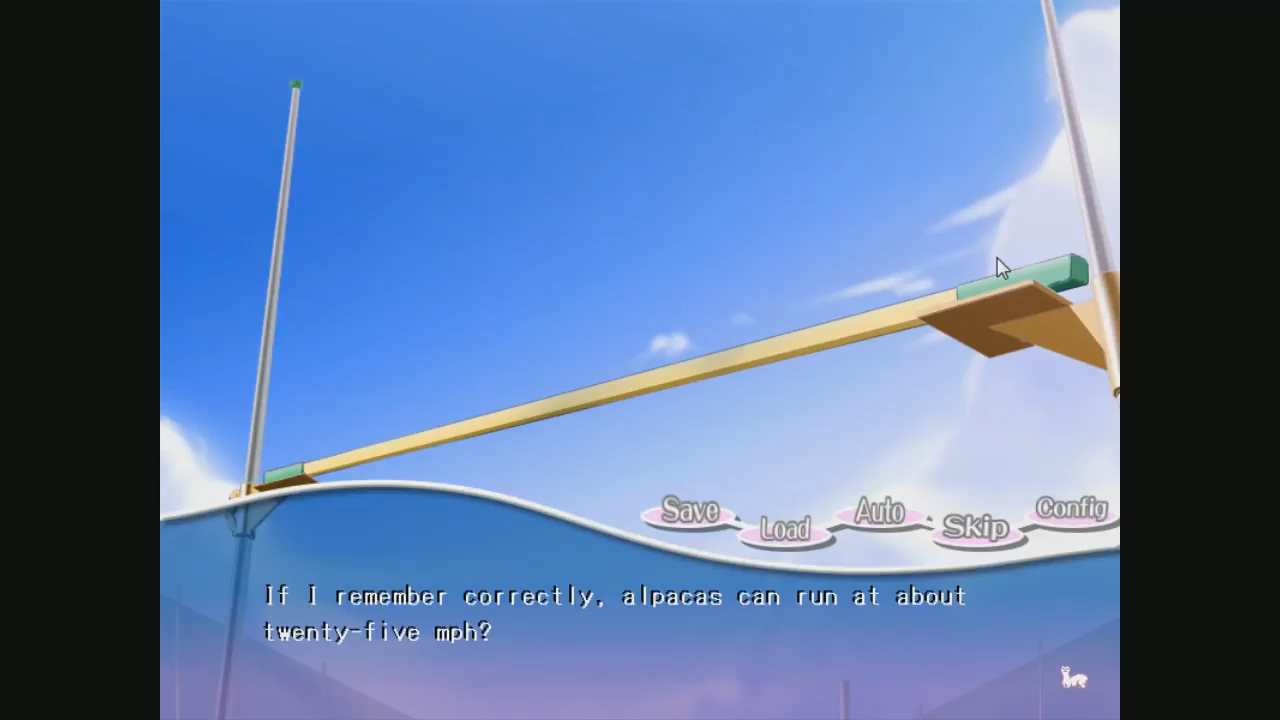 Save
Load
Auto
Skip
Config
If I remember correctly, alpacas can run at about
twenty-five mph?